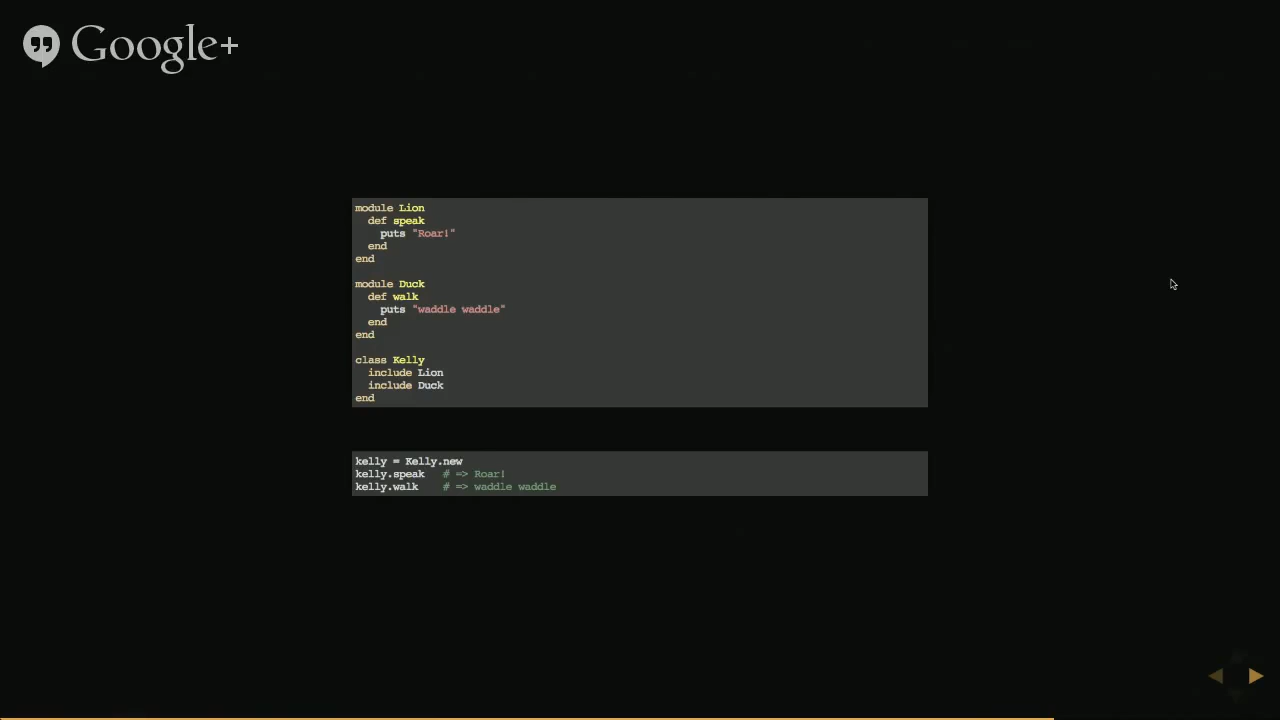 Google+
module Lion
  def speak
    puts "Roar!"
  end
end
module Duck
  def walk
    puts "waddle waddle"
  end
end
class Kelly
  include Lion
  include Duck
end
kelly = Kelly.new
kelly.speak   # => Roar!
kelly.walk    # => waddle waddle